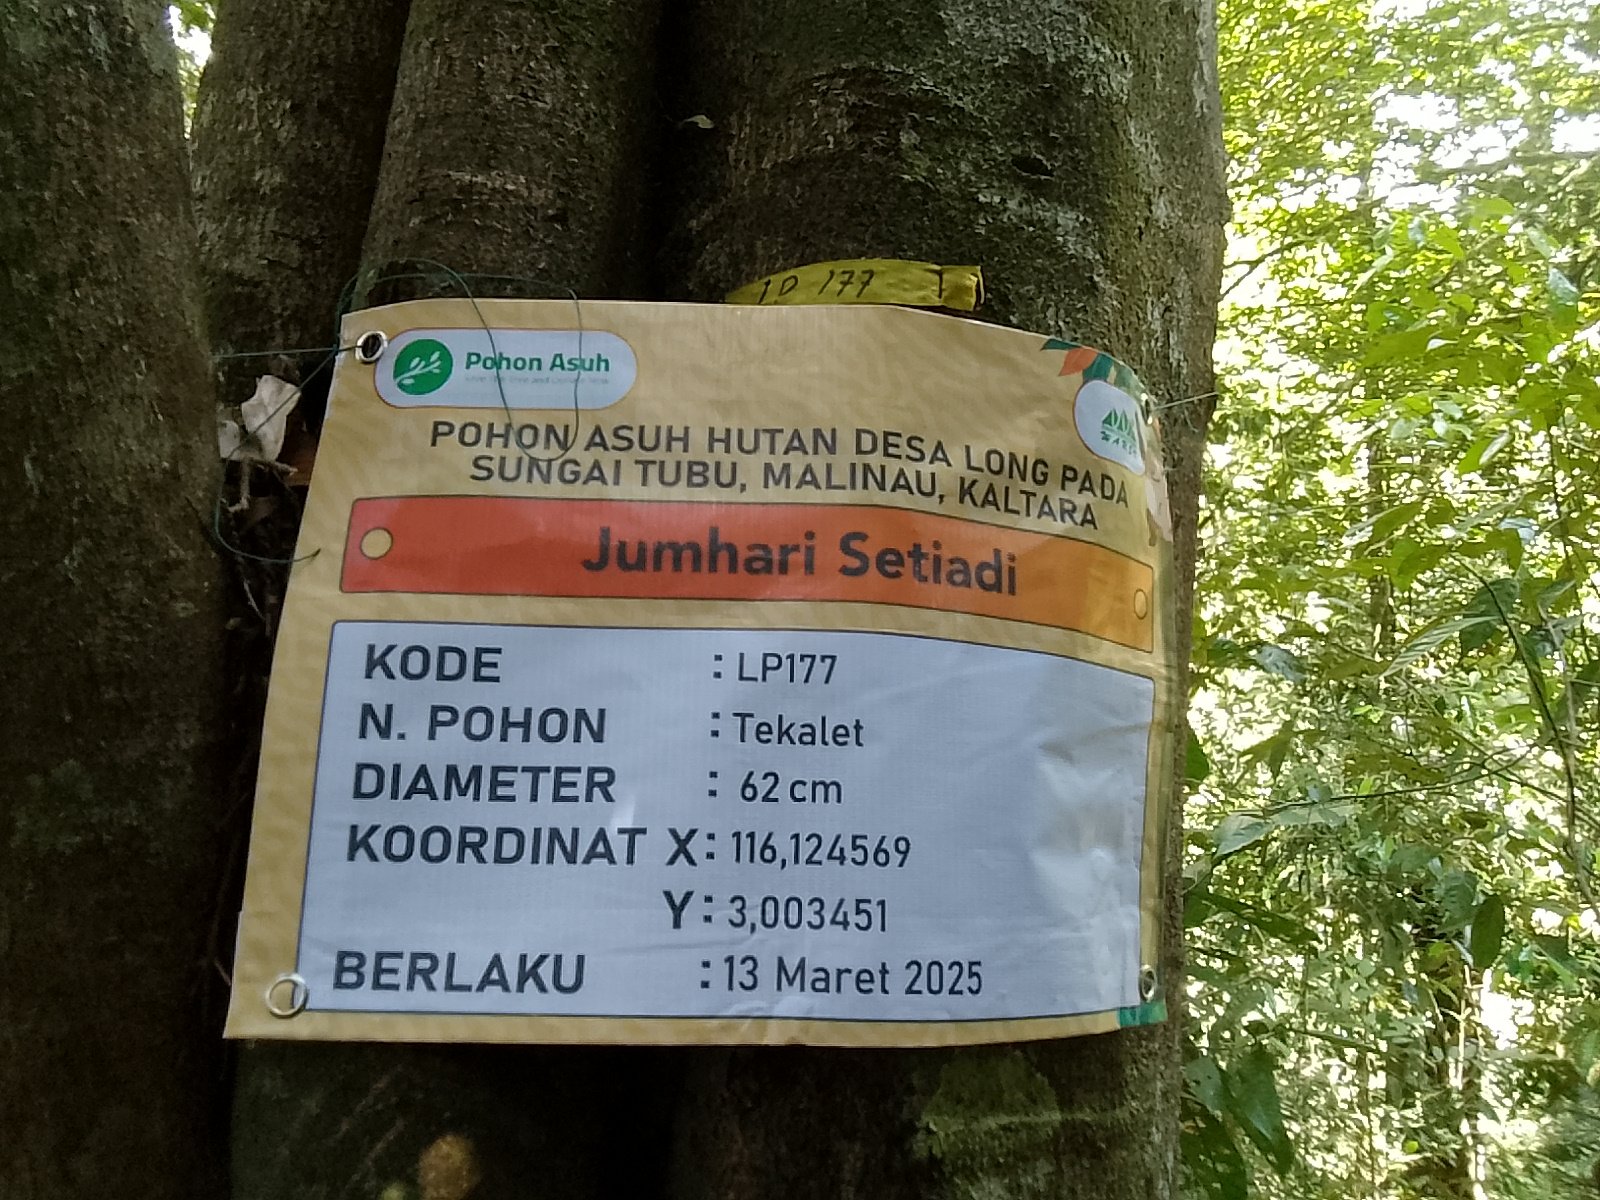 ID 177
Pohon Asuh
POHON ASUH HUTAN DESA LONG PADA
SUNGAI TUBU, MALINAU, KALTARA
Jumhari Setiadi
KODE : LP177
N. POHON : Tekalet
DIAMETER : 62 cm
KOORDINAT X : 116,124569
Y : 3,003451
BERLAKU : 13 Maret 2025